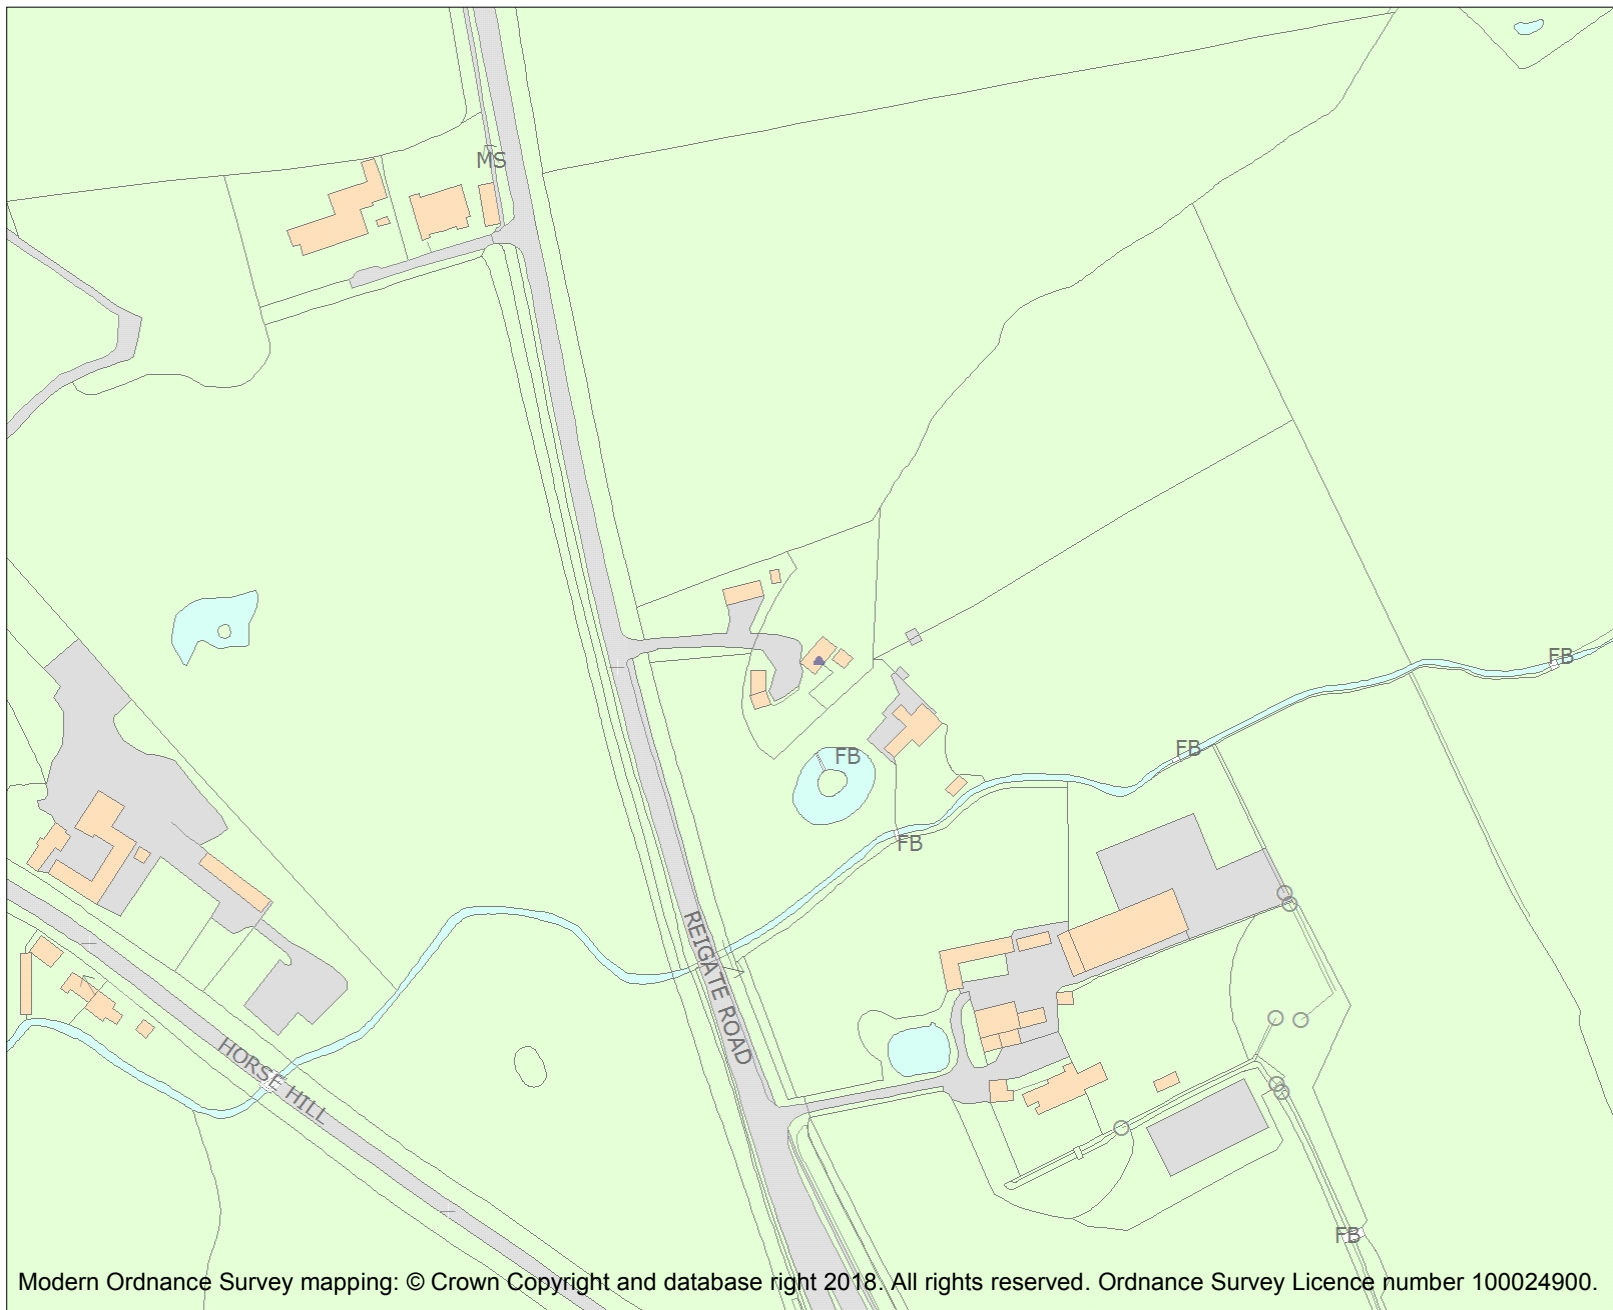 MS
FB
FB
FB
FB
REIGATE ROAD
HORSE HILL
FB
Modern Ordnance Survey mapping: © Crown Copyright and database right 2018. All rights reserved. Ordnance Survey Licence number 100024900.